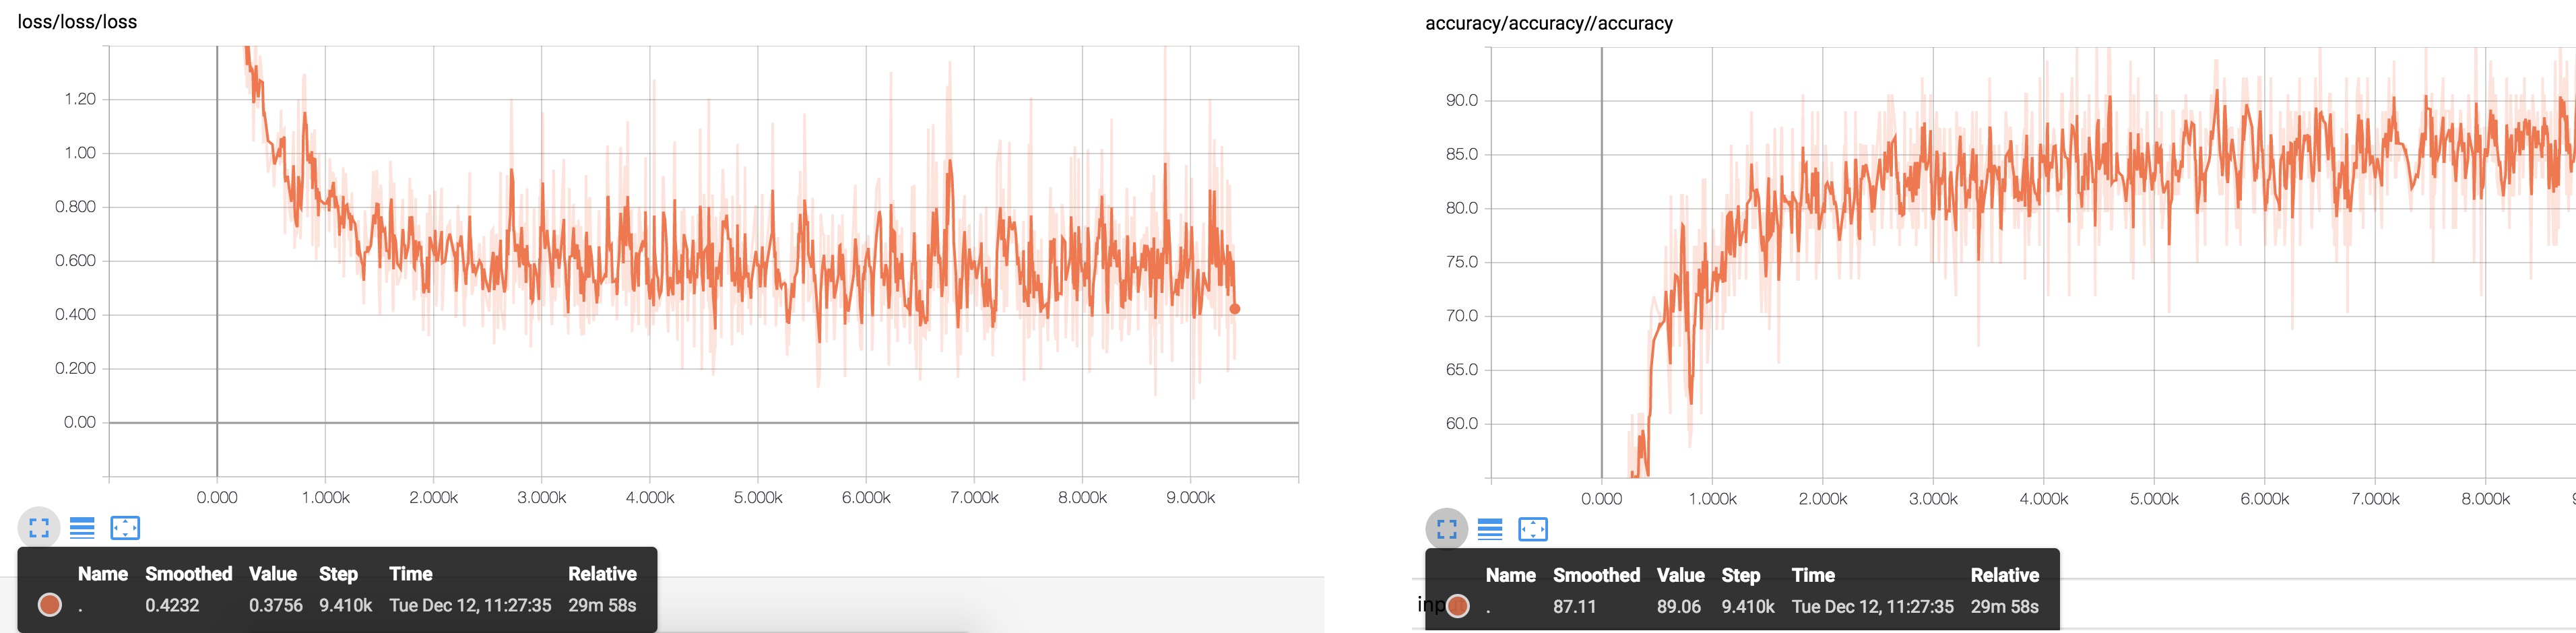 loss/loss/loss
1.20
1.00
0.800
0.600
0.400
0.200
0.00
0.000 1.000k 2.000k 3.000k 4.000k 5.000k 6.000k 7.000k 8.000k 9.000k
Name Smoothed Value Step Time Relative
. 0.4232 0.3756 9.410k Tue Dec 12, 11:27:35 29m 58s
accuracy/accuracy//accuracy
90.0
85.0
80.0
75.0
70.0
65.0
60.0
0.000 1.000k 2.000k 3.000k 4.000k 5.000k 6.000k 7.000k 8.000k
Name Smoothed Value Step Time Relative
. 87.11 89.06 9.410k Tue Dec 12, 11:27:35 29m 58s